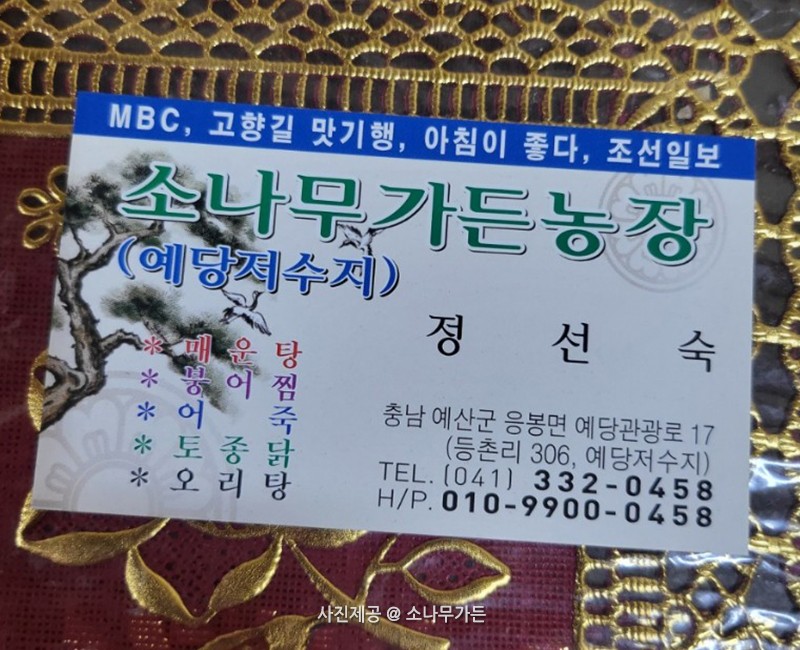 MBC, 고향길 맛기행, 아침이 좋다, 조선일보
소나무가든농장
(예당저수지)
정 선 숙
* 매 운 탕
* 붕 어 찜
* 어 죽
* 토 종 닭
* 오 리 탕
충남 예산군 응봉면 예당관광로 17
(등촌리 306, 예당저수지)
TEL. (041) 332-0458
H/P. 010-9900-0458
사진제공 @ 소나무가든